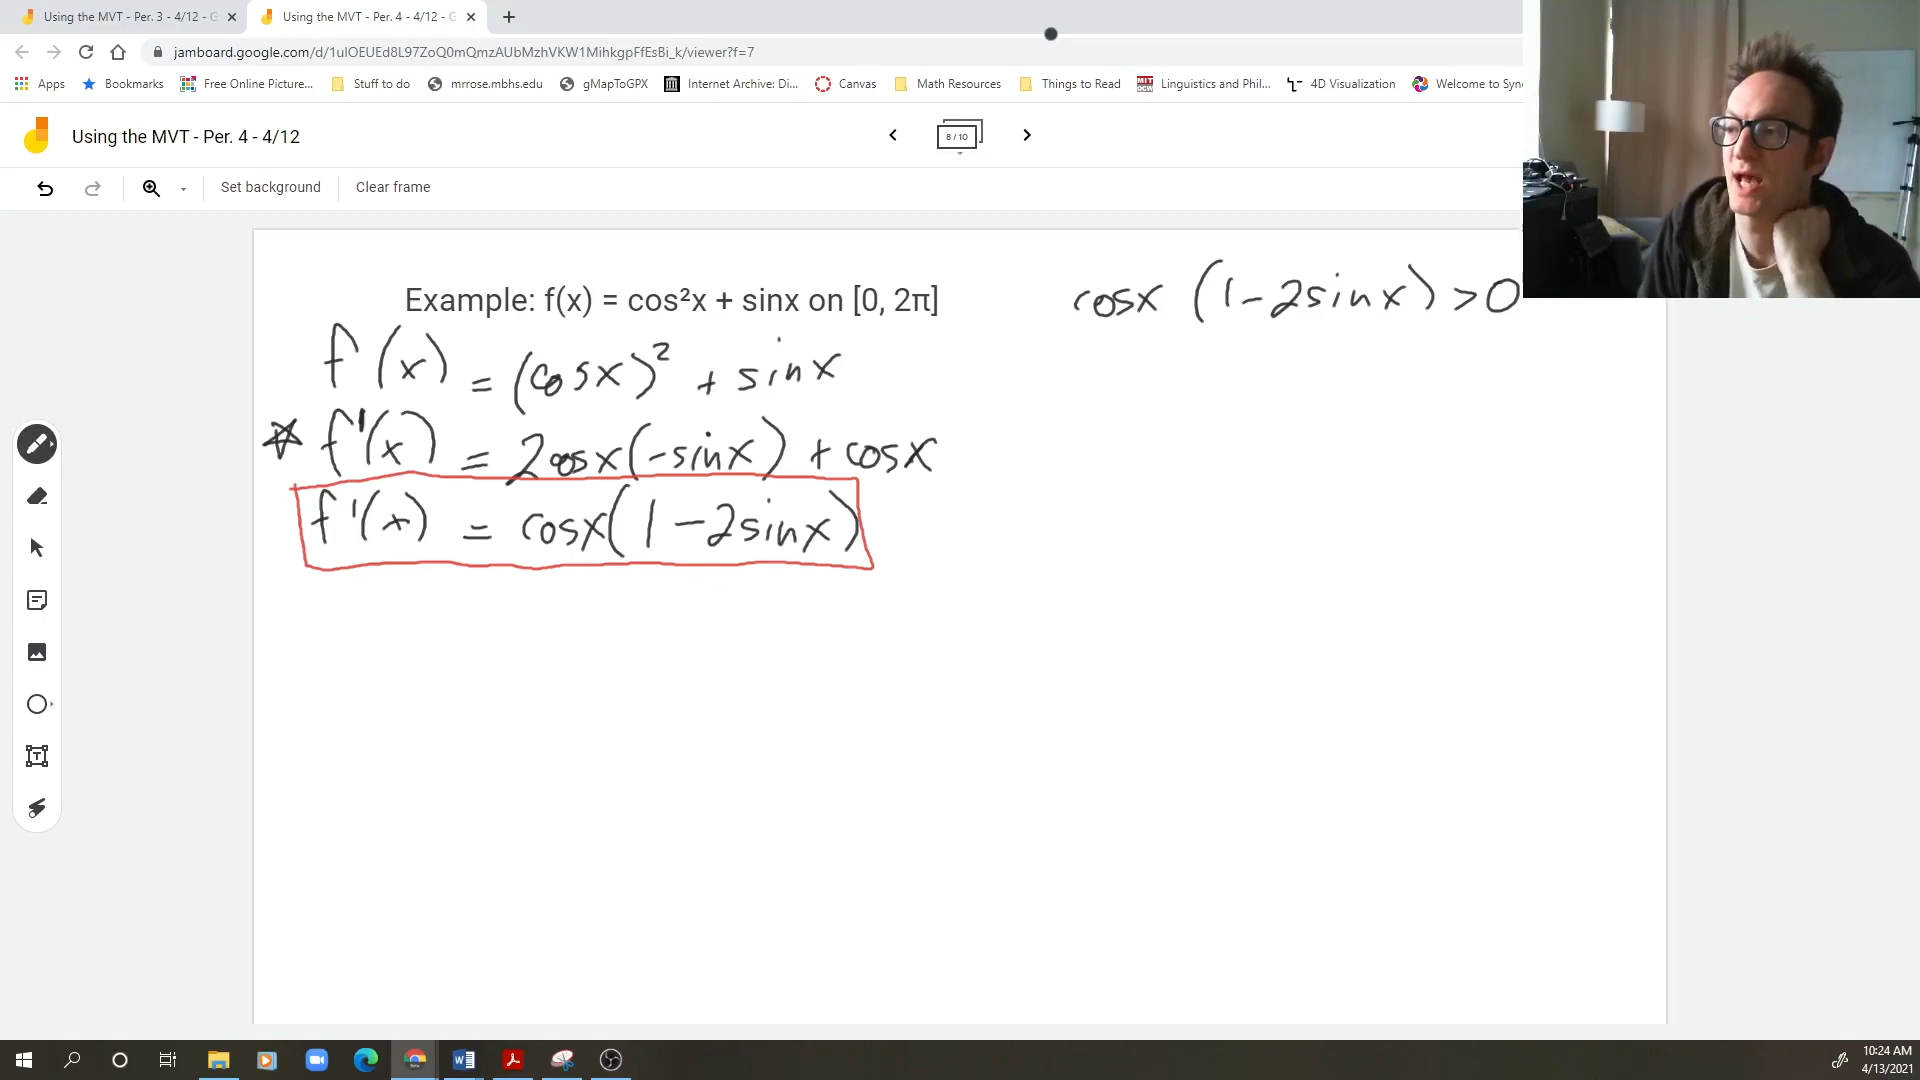 Using the MVT - Per. 3 - 4/12 - G
Using the MVT - Per. 4 - 4/12 - G
jamboard.google.com/d/1ulOEUEd8L97ZoQ0mQmzAUbMzhVKW1MihkgpFfEsBi_k/viewer?f=7
Apps Bookmarks Free Online Picture... Stuff to do mrrose.mbhs.edu gMapToGPX Internet Archive: Di... Canvas Math Resources Things to Read Linguistics and Phil... 4D Visualization Welcome to Syn
Using the MVT - Per. 4 - 4/12
8 / 10
Set background Clear frame
Example: f(x) = cos²x + sinx on [0, 2π]
cosx (1-2sinx) >0
f(x) = (cosx)² + sinx
f'(x) = 2cosx(-sinx) + cosx
f'(x) = cosx(1-2sinx)
10:24 AM
4/13/2021